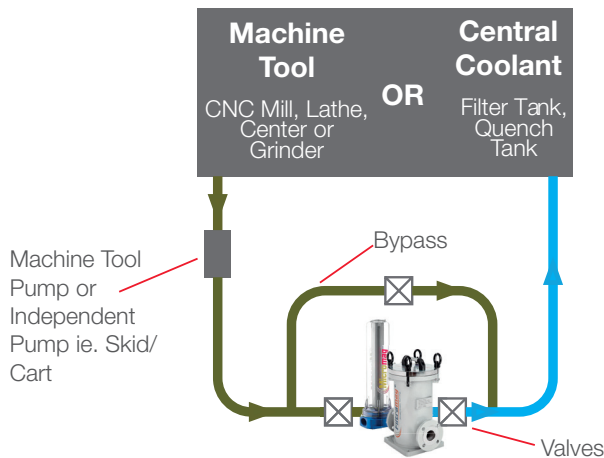 Machine
Tool
CNC Mill, Lathe,
Center or
Grinder
OR
Central
Coolant
Filter Tank,
Quench
Tank
Bypass
Machine Tool
Pump or
Independent
Pump ie. Skid/
Cart
Valves